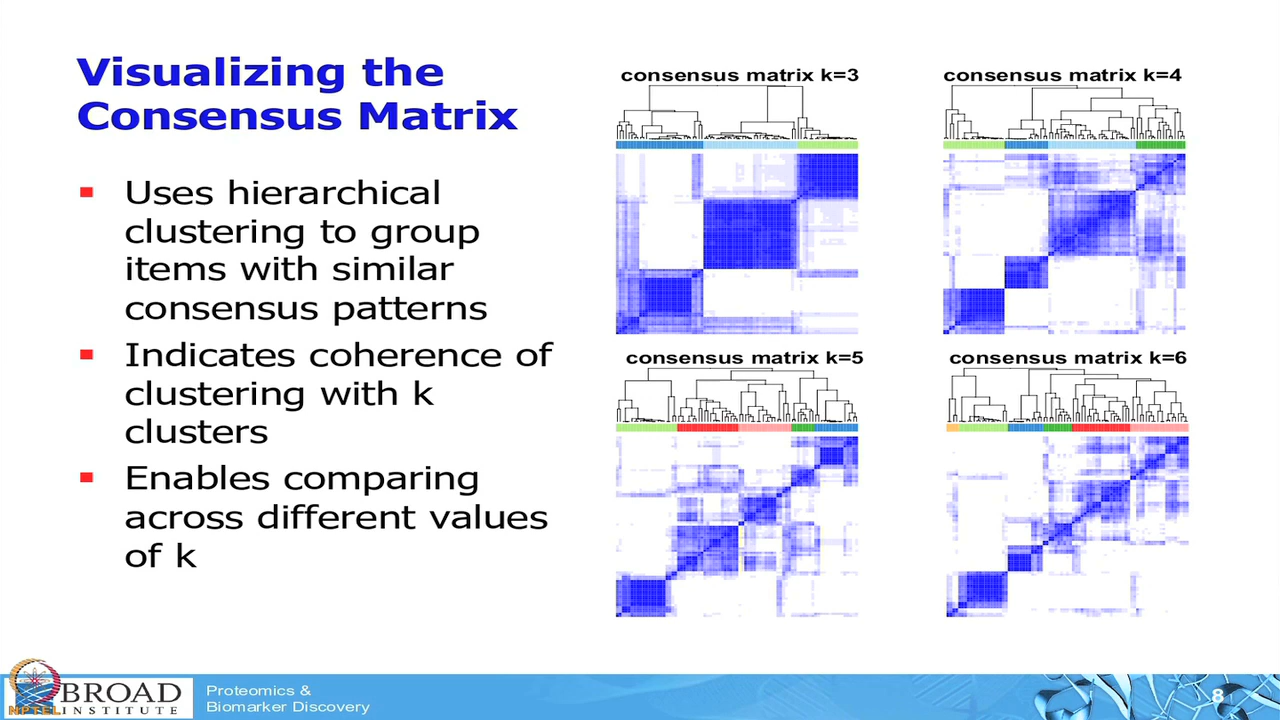 Visualizing the
Consensus Matrix
Uses hierarchical
clustering to group
items with similar
consensus patterns
Indicates coherence of
clustering with k
clusters
Enables comparing
across different values
of k
consensus matrix k=3
consensus matrix k=4
consensus matrix k=5
consensus matrix k=6
BROAD
INSTITUTE
NPTEL
Proteomics &
Biomarker Discovery
8